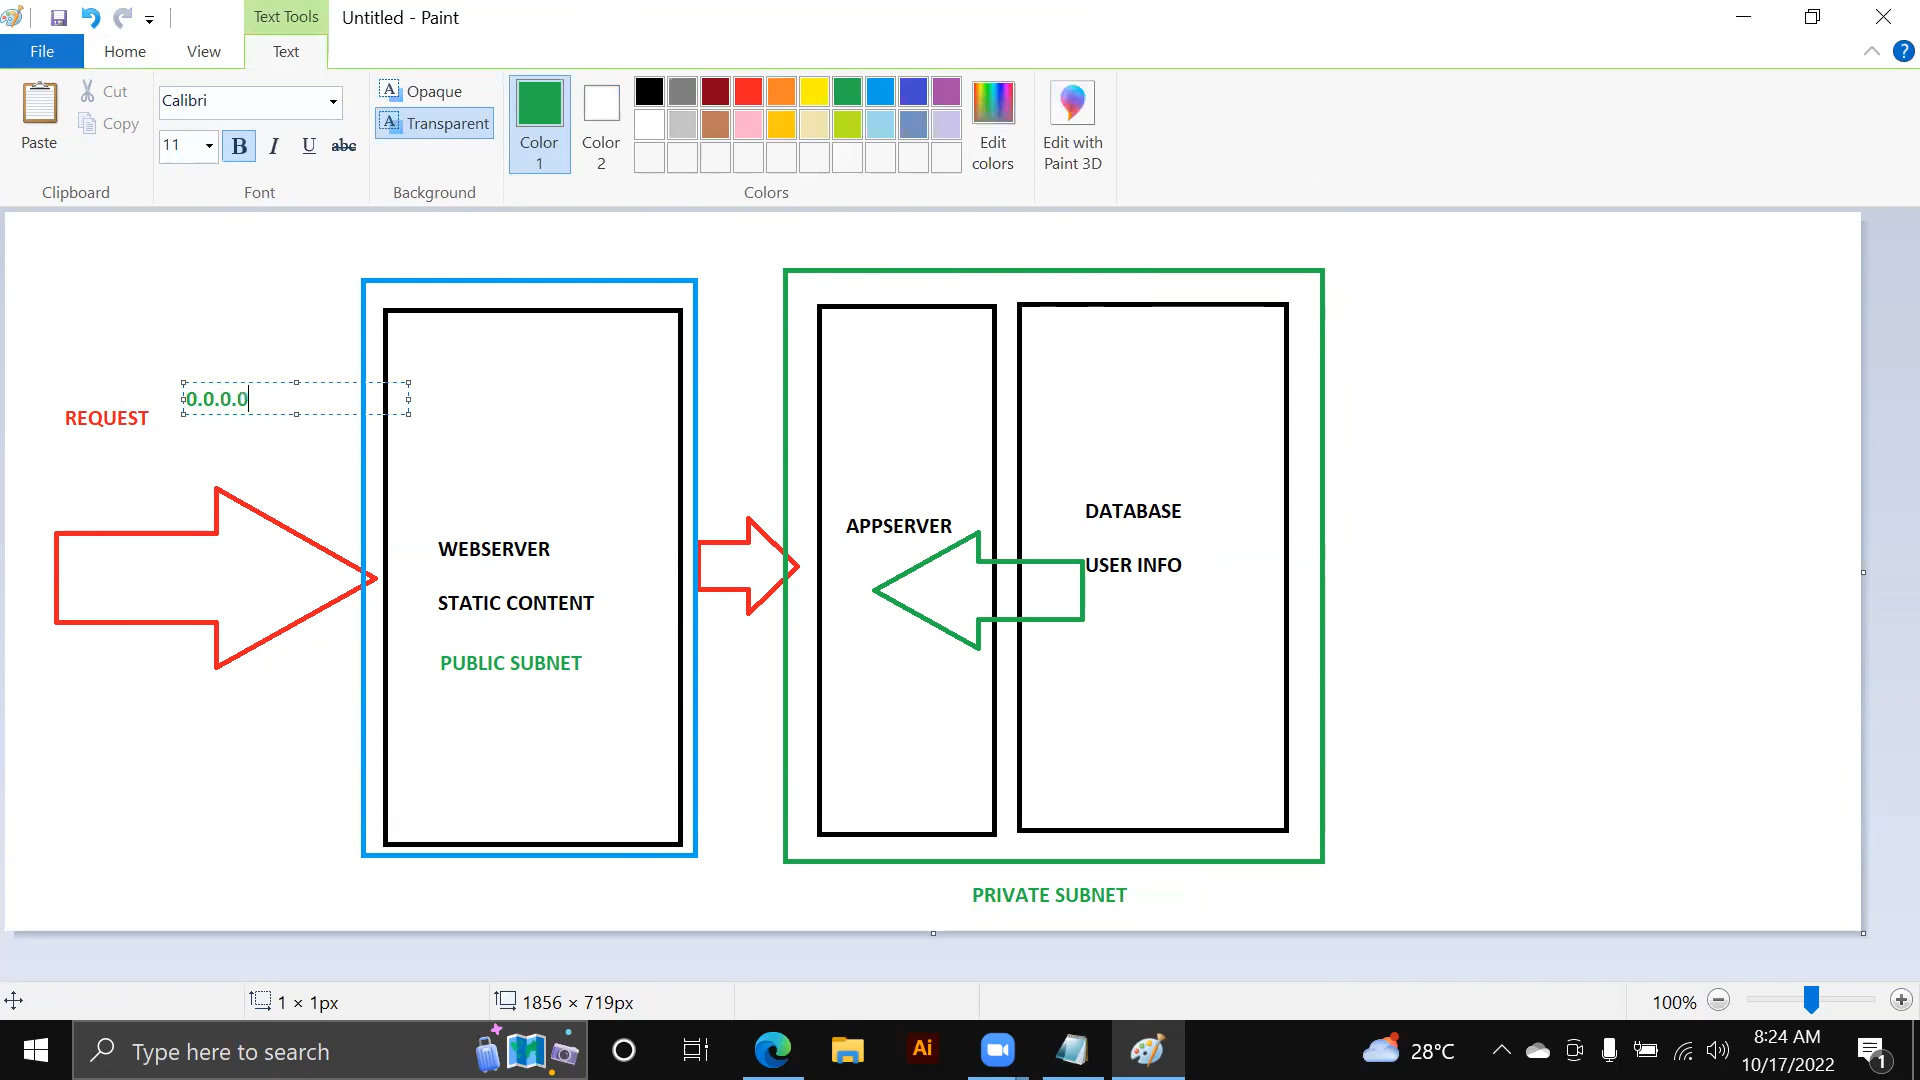 Text Tools
Untitled - Paint
File
Home
View
Text
Paste
Cut
Copy
Clipboard
Calibri
11
B
I
U
abc
Font
A Opaque
A Transparent
Background
Color 1
Color 2
Colors
Edit colors
Edit with Paint 3D
?
0.0.0.0
REQUEST
WEBSERVER
STATIC CONTENT
PUBLIC SUBNET
APPSERVER
DATABASE
USER INFO
PRIVATE SUBNET
1 × 1px
1856 × 719px
100%
Type here to search
Ai
28°C
8:24 AM
10/17/2022
1